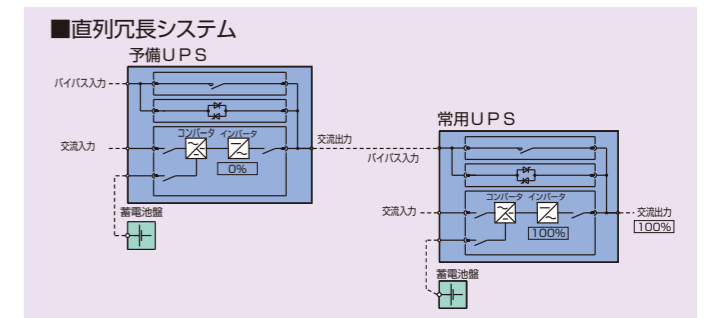 ■直列冗長システム
予備UPS
バイパス入力
交流入力
コンバータ インバータ
0%
交流出力
蓄電池盤
常用UPS
バイパス入力
交流入力
コンバータ インバータ
100%
交流出力
100%
蓄電池盤